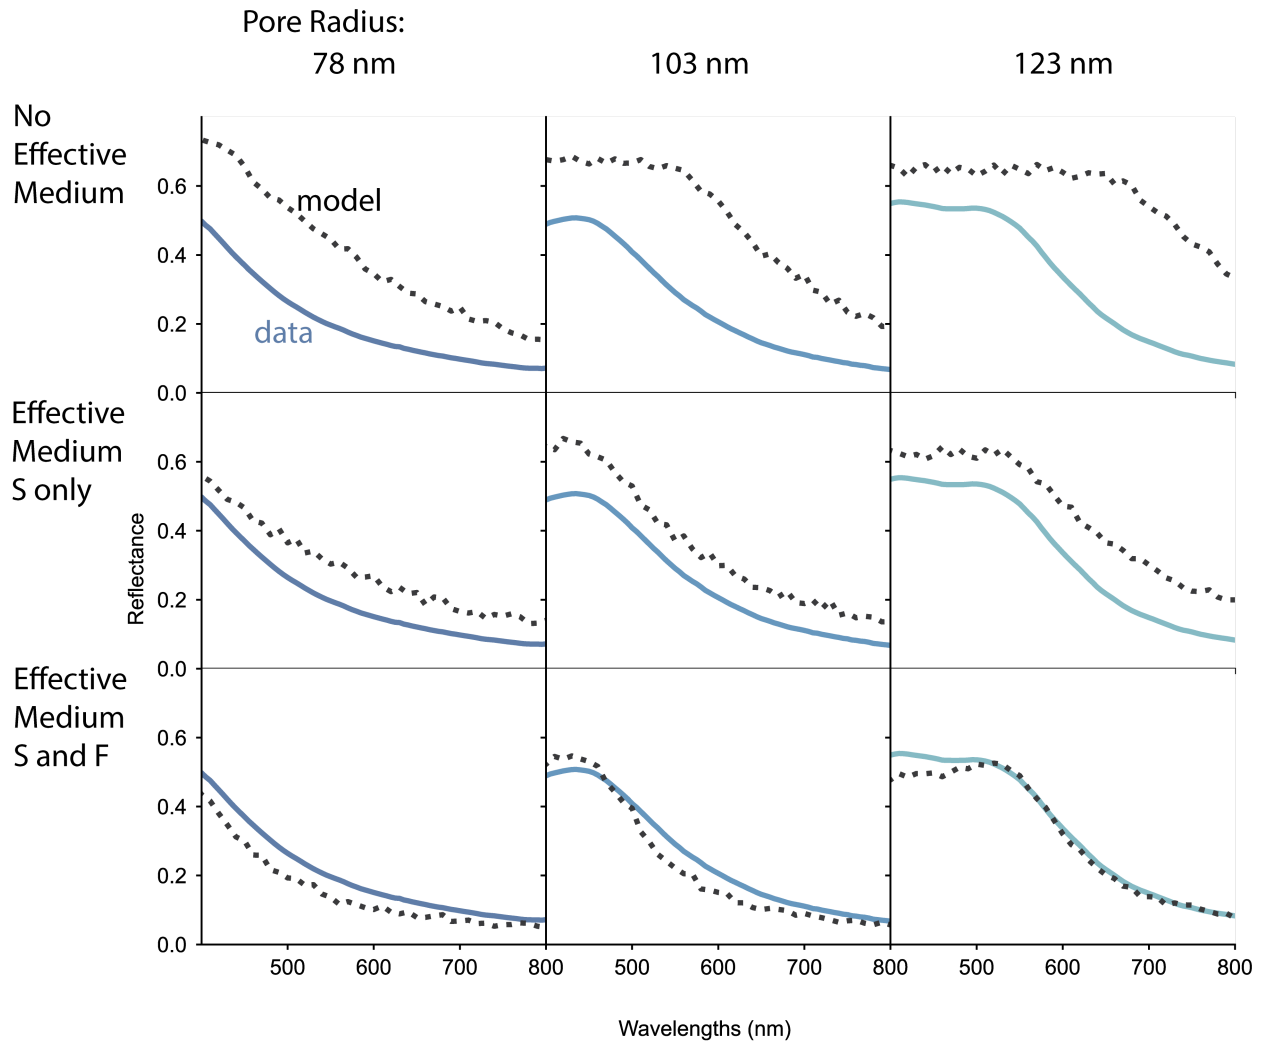 Pore Radius:
78 nm
103 nm
123 nm
No
Effective
Medium
model
data
0.6
0.4
0.2
0.0
Effective
Medium
S only
0.6
0.4
0.2
0.0
Reflectance
Effective
Medium
S and F
0.6
0.4
0.2
0.0
500 600 700 800 500 600 700 800 500 600 700 800
Wavelengths (nm)